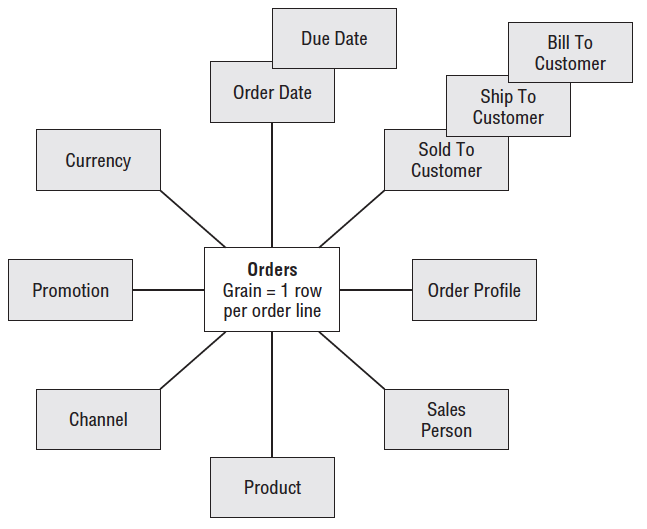 Due Date
Order Date
Bill To
Customer
Ship To
Customer
Sold To
Customer
Currency
Orders
Grain = 1 row
per order line
Promotion
Order Profile
Channel
Sales
Person
Product